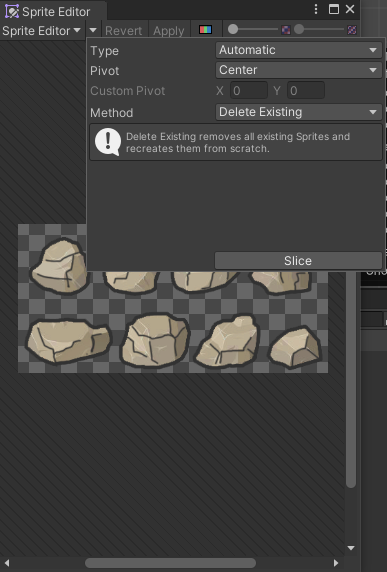 Sprite Editor
Sprite Editor Revert Apply
Type Automatic
Pivot Center
Custom Pivot X 0 Y 0
Method Delete Existing
Delete Existing removes all existing Sprites and
recreates them from scratch.
Slice